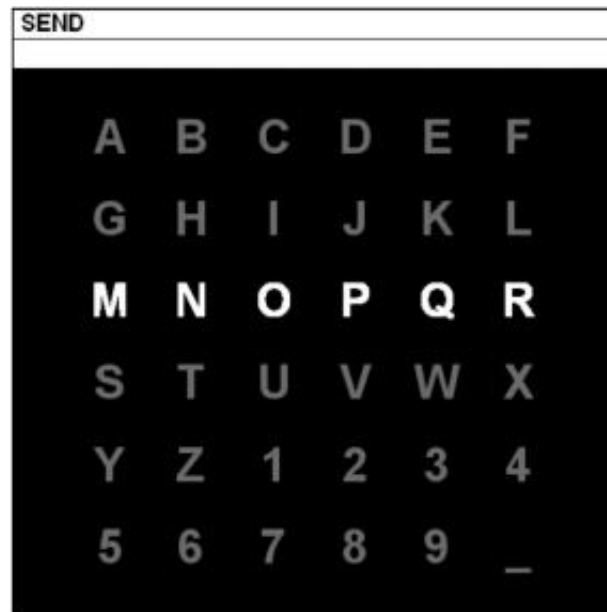 SEND
A B C D E F
G H I J K L
M N O P Q R
S T U V W X
Y Z 1 2 3 4
5 6 7 8 9 _